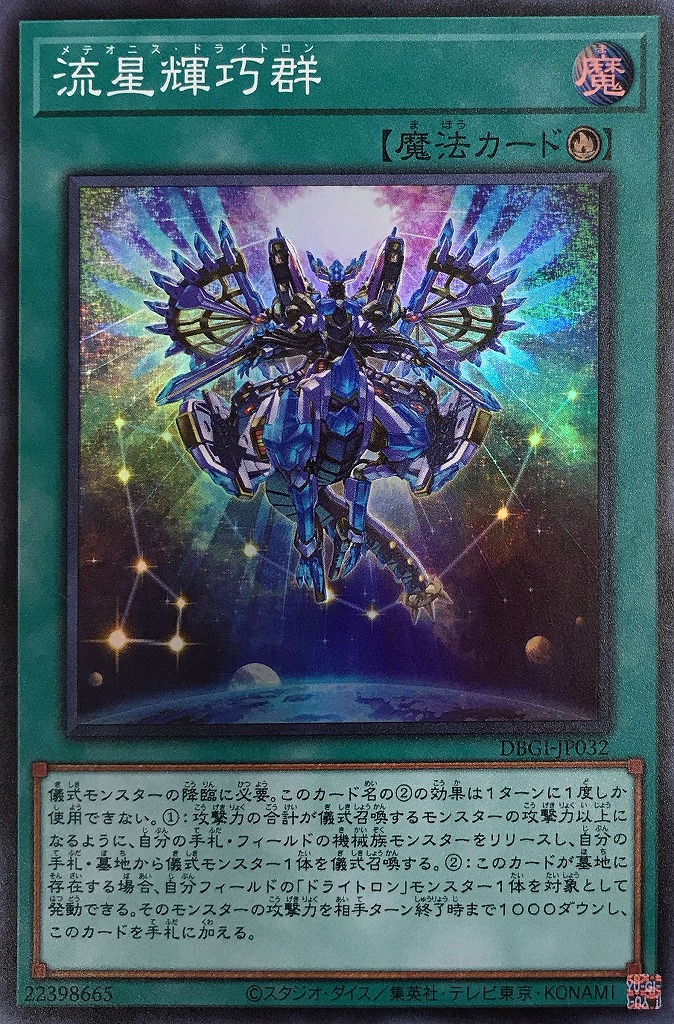 メテオニス・ドライトロン
流星輝巧群
魔
【魔法カード】
DBGI-JP032
儀式モンスターの降臨に必要。このカード名の②の効果は１ターンに１度しか
使用できない。①：攻撃力の合計が儀式召喚するモンスターの攻撃力以上に
なるように、自分の手札・フィールドの機械族モンスターをリリースし、自分の
手札・墓地から儀式モンスター１体を儀式召喚する。②：このカードが墓地に
存在する場合、自分フィールドの「ドライトロン」モンスター１体を対象として
発動できる。そのモンスターの攻撃力を相手ターン終了時まで１０００ダウンし、
このカードを手札に加える。
22398665 ©スタジオ・ダイス／集英社・テレビ東京・KONAMI